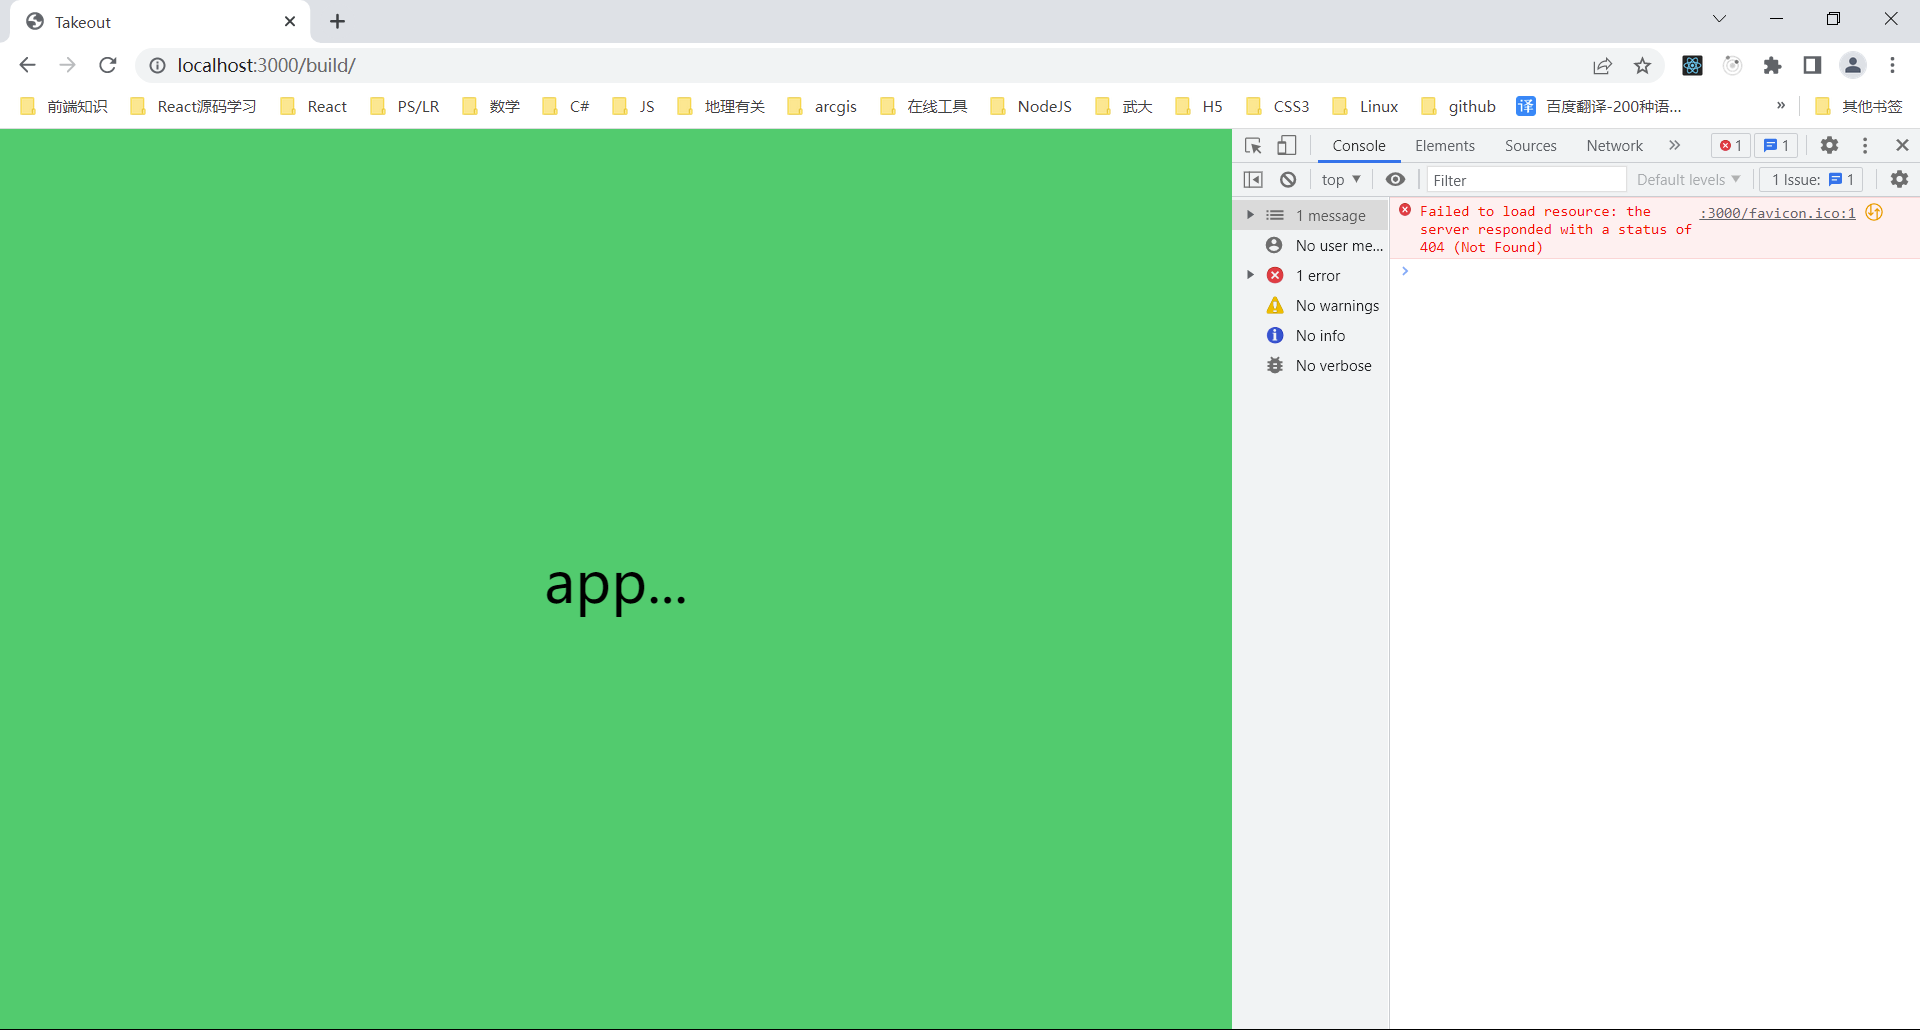 Takeout
localhost:3000/build/
前端知识 React源码学习 React PS/LR 数学 C# JS 地理有关 arcgis 在线工具 NodeJS 武大 H5 CSS3 Linux github 译 百度翻译-200种语... » 其他书签
Console Elements Sources Network » 1 1
top Filter Default levels 1 Issue: 1
1 message
No user me...
1 error
No warnings
No info
No verbose
Failed to load resource: the :3000/favicon.ico:1
server responded with a status of
404 (Not Found)
app...